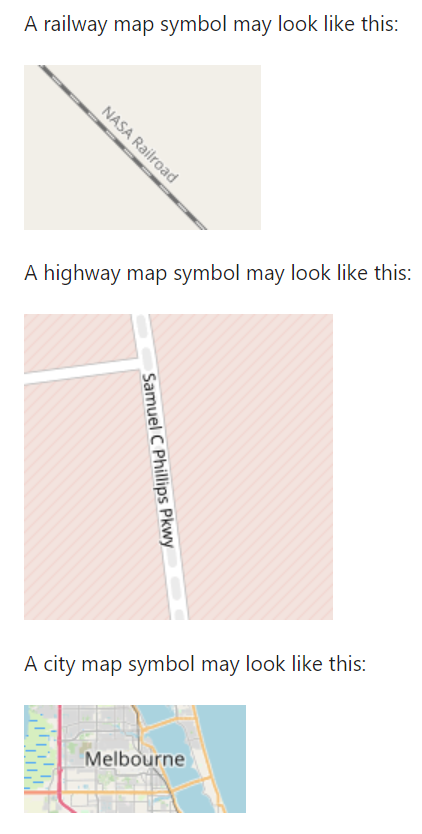 A railway map symbol may look like this:
NASA Railroad
A highway map symbol may look like this:
Samuel C Phillips Pkwy
A city map symbol may look like this:
Melbourne